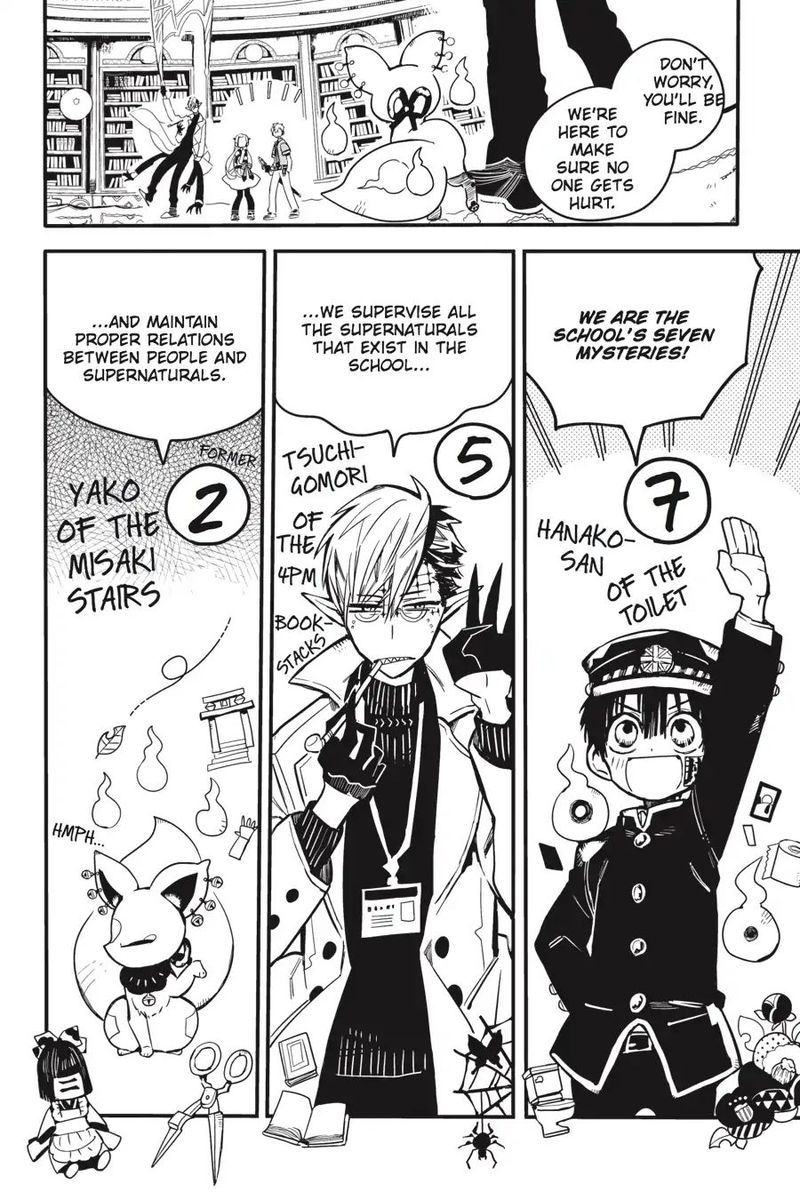 DON'T
WORRY,
YOU'LL BE
FINE.
WE'RE
HERE TO
MAKE
SURE NO
ONE GETS
HURT.
WE ARE THE
SCHOOL'S SEVEN
MYSTERIES!
7
HANAKO-
SAN
OF THE
TOILET
...WE SUPERVISE ALL
THE SUPERNATURALS
THAT EXIST IN THE
SCHOOL...
5
TSUCHI-
GOMORI
OF
THE
4PM
BOOK-
STACKS
...AND MAINTAIN
PROPER RELATIONS
BETWEEN PEOPLE AND
SUPERNATURALS.
FORMER
2
YAKO
OF THE
MISAKI
STAIRS
HMPH...